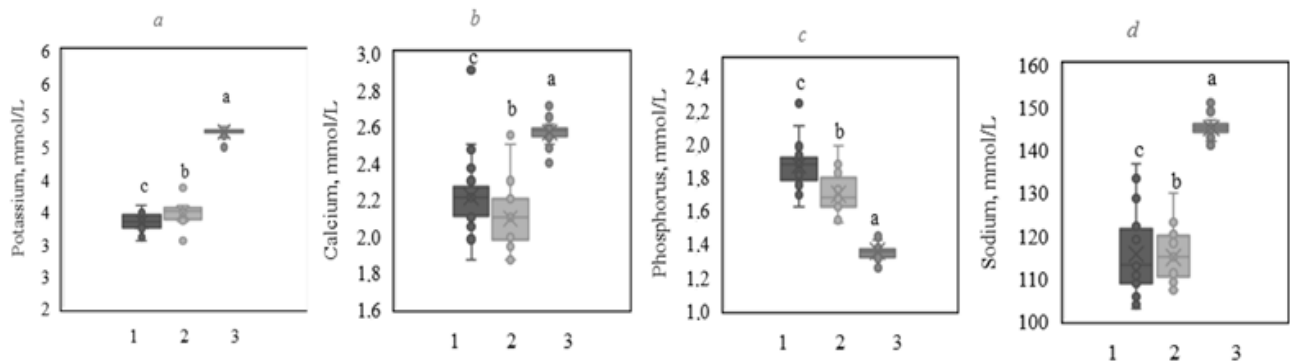 a
Potassium, mmol/L
6
6
5
5
4
4
3
3
2
c
b
a
1 2 3
b
Calcium, mmol/L
3,0
2.8
2.6
2.4
2.2
2.0
1.8
1.6
c
b
a
1 2 3
c
Phosphorus, mmol/L
2,4
2,2
2,0
1,8
1.6
1.4
1.2
1,0
c
b
a
1 2 3
d
Sodium, mmol/L
160
150
140
130
120
110
100
c
b
a
1 2 3